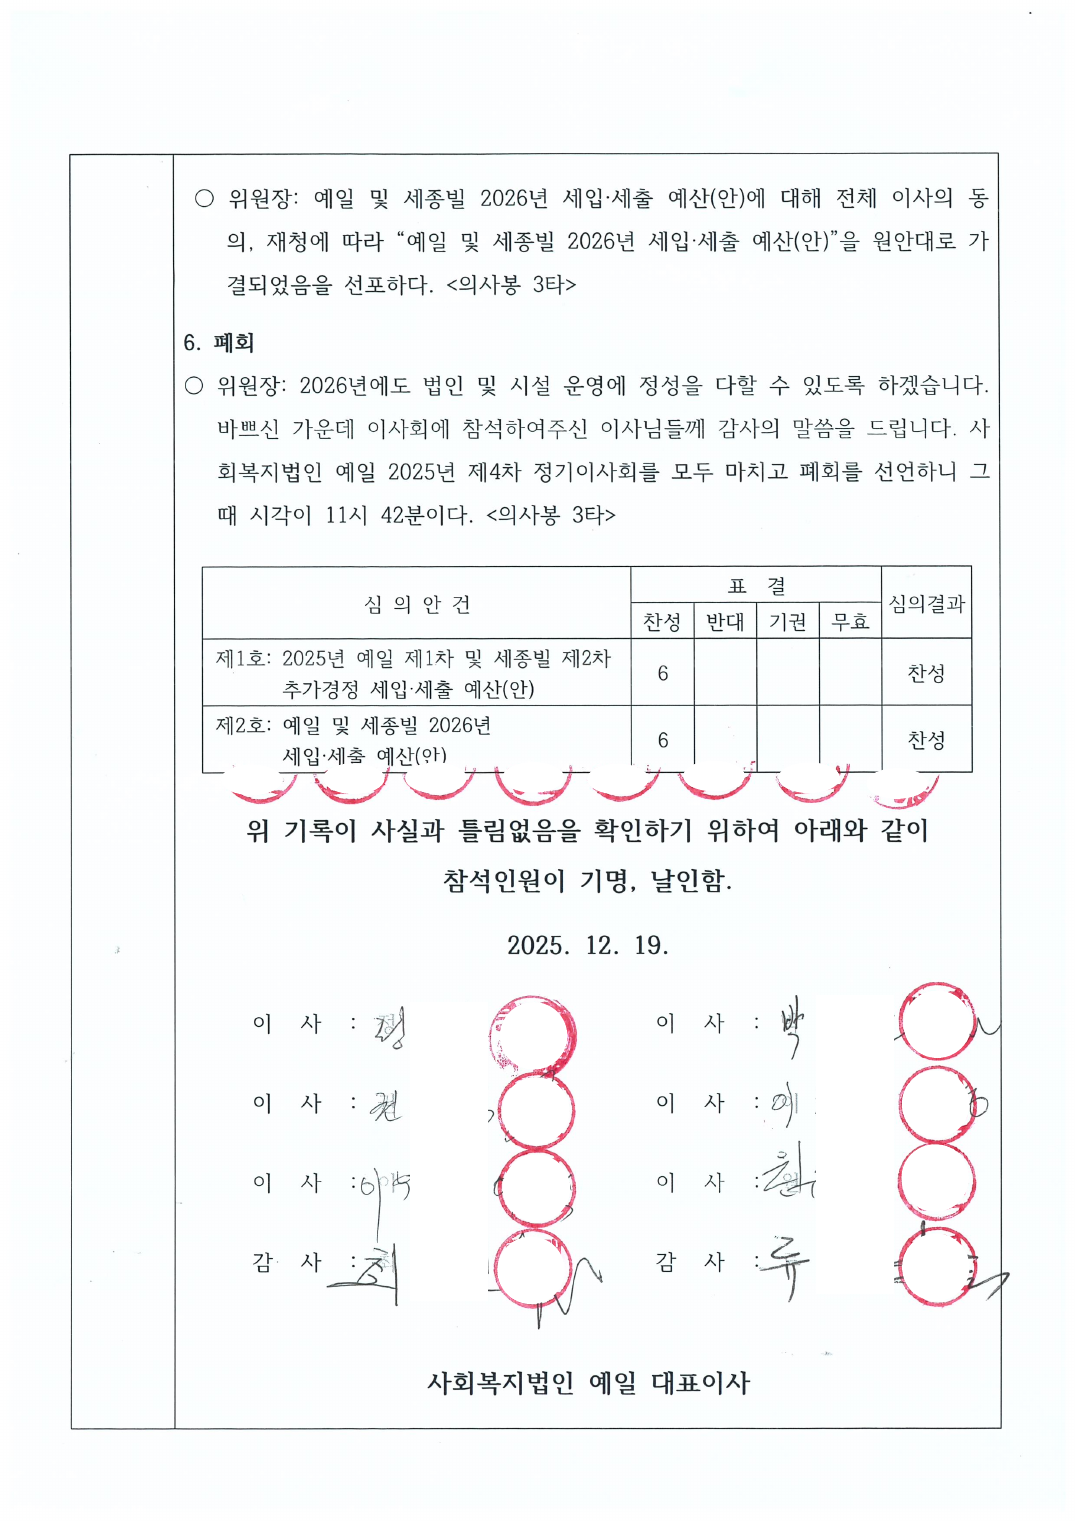 ○ 위원장: 예일 및 세종빌 2026년 세입·세출 예산(안)에 대해 전체 이사의 동
의, 재청에 따라 “예일 및 세종빌 2026년 세입·세출 예산(안)”을 원안대로 가
결되었음을 선포하다. <의사봉 3타>
6. 폐회
○ 위원장: 2026년에도 법인 및 시설 운영에 정성을 다할 수 있도록 하겠습니다.
바쁘신 가운데 이사회에 참석하여주신 이사님들께 감사의 말씀을 드립니다. 사
회복지법인 예일 2025년 제4차 정기이사회를 모두 마치고 폐회를 선언하니 그
때 시각이 11시 42분이다. <의사봉 3타>
심 의 안 건 표 결 심의결과
찬성 반대 기권 무효
제1호: 2025년 예일 제1차 및 세종빌 제2차
추가경정 세입·세출 예산(안) 6 찬성
제2호: 예일 및 세종빌 2026년
세입·세출 예산(안) 6 찬성
위 기록이 사실과 틀림없음을 확인하기 위하여 아래와 같이
참석인원이 기명, 날인함.
2025. 12. 19.
이 사 : 정 이 사 : 박
이 사 : 권 이 사 : 예
이 사 : 이 이 사 : 원
감 사 : 최 감 사 : 류
사회복지법인 예일 대표이사